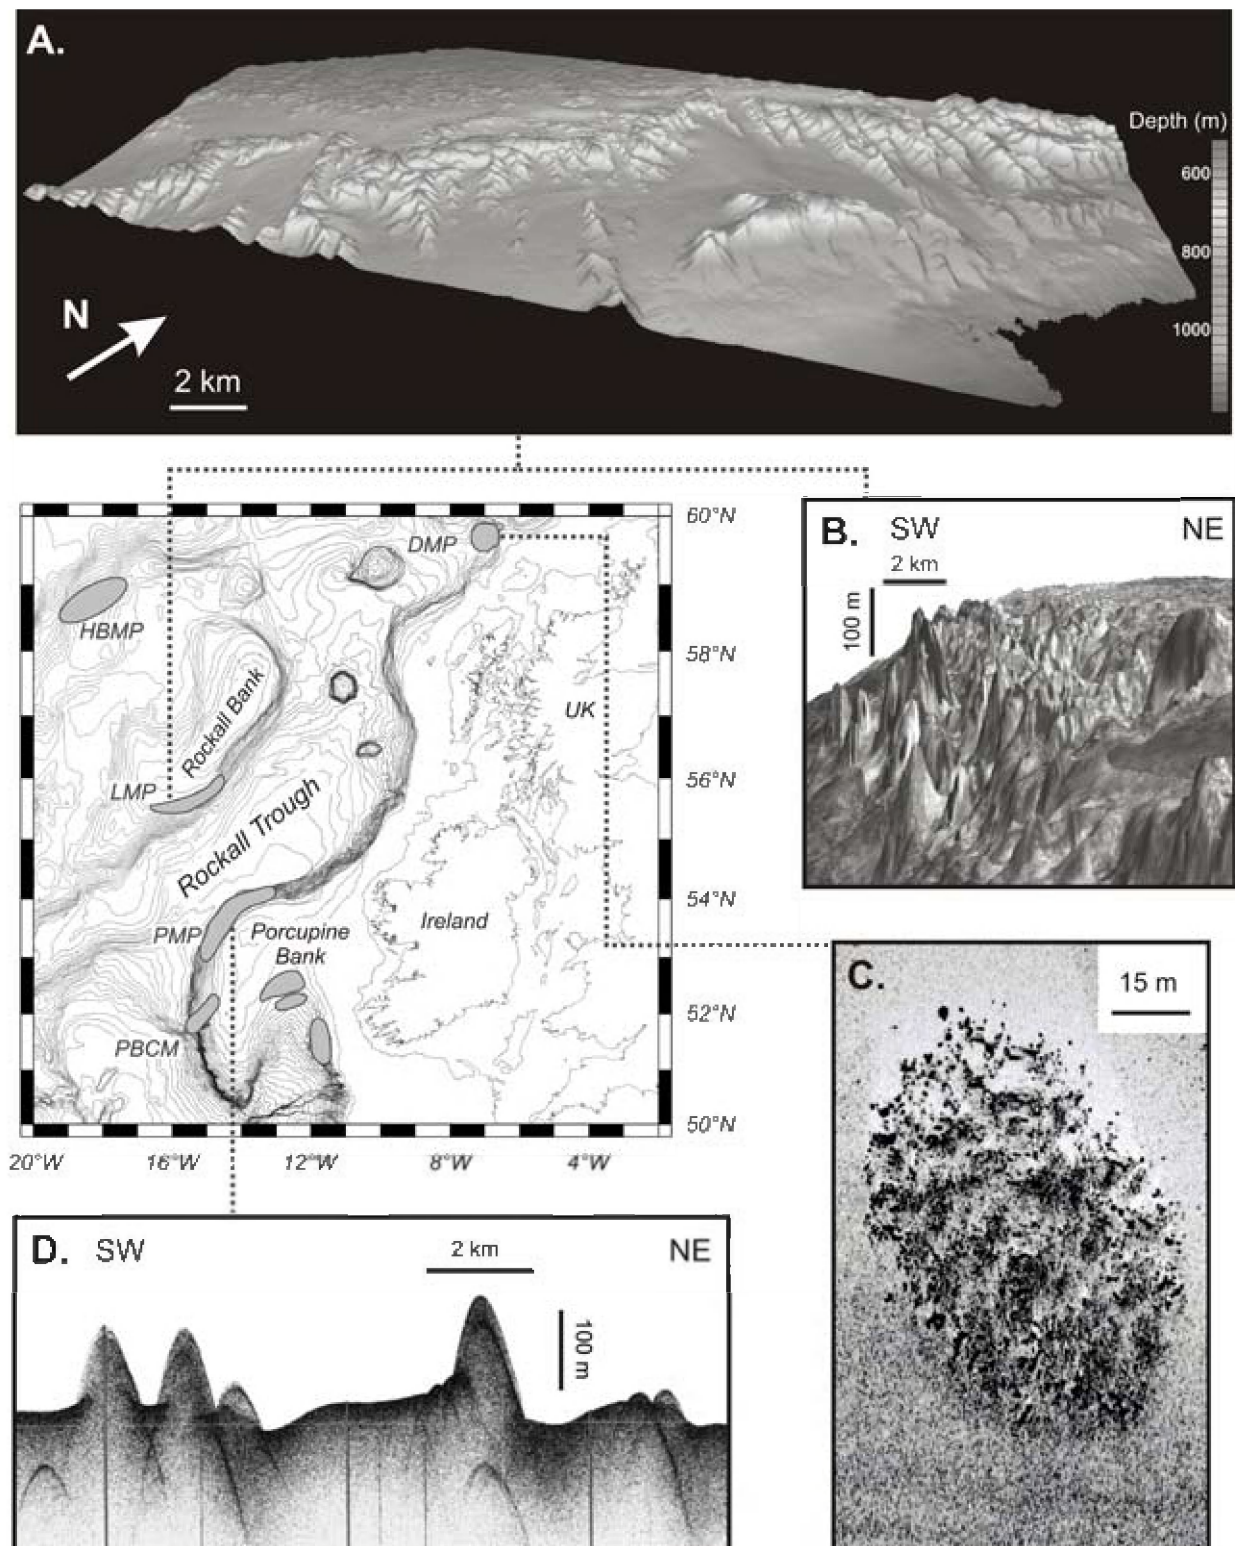 A.
Depth (m)
600
800
1000
N
2 km
60°N
58°N
56°N
54°N
52°N
50°N
20°W
16°W
12°W
8°W
4°W
DMP
HBMP
Rockall Bank
UK
LMP
Rockall Trough
PMP
Porcupine
Bank
Ireland
PBCM
B.
SW
NE
2 km
100 m
C.
15 m
D.
SW
2 km
NE
100 m